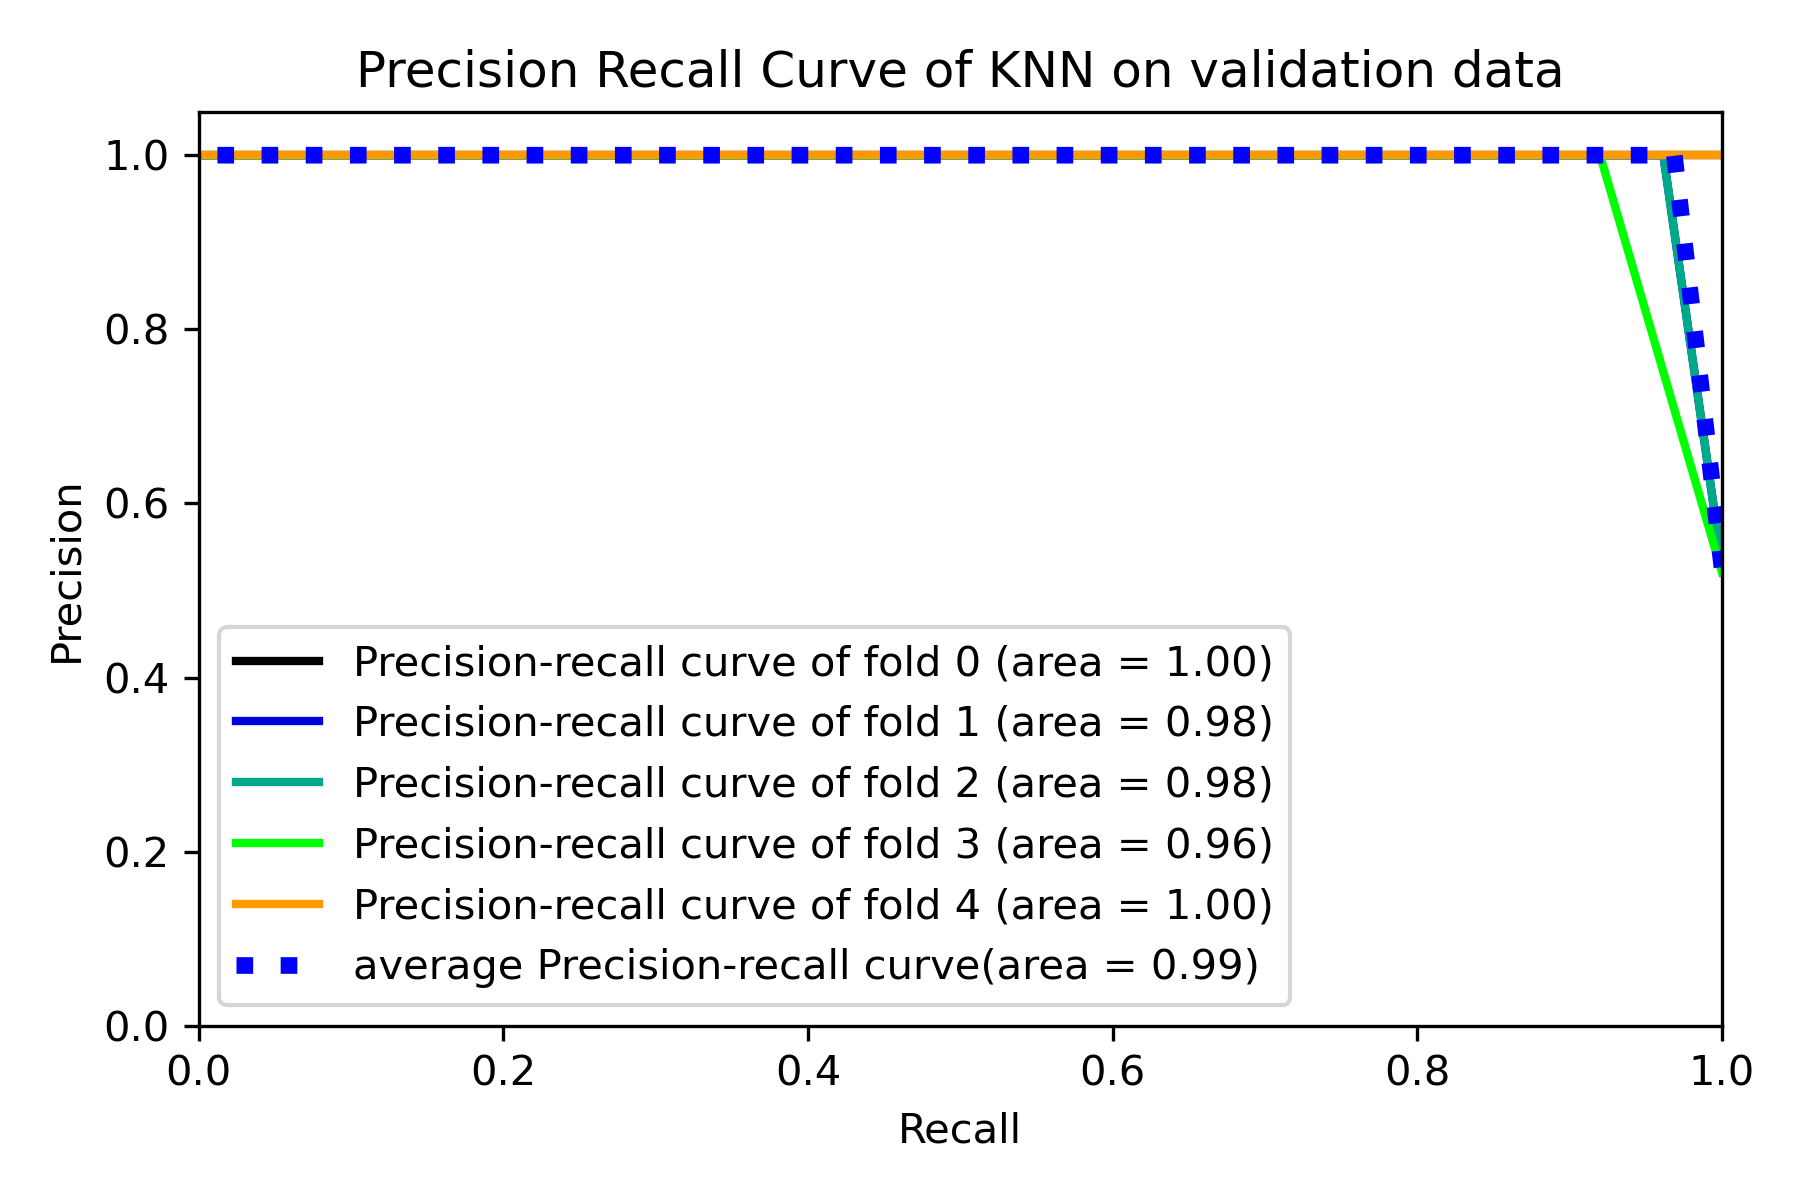 Precision Recall Curve of KNN on validation data
1.0
0.8
0.6
0.4
0.2
0.0
Precision
Precision-recall curve of fold 0 (area = 1.00)
Precision-recall curve of fold 1 (area = 0.98)
Precision-recall curve of fold 2 (area = 0.98)
Precision-recall curve of fold 3 (area = 0.96)
Precision-recall curve of fold 4 (area = 1.00)
average Precision-recall curve(area = 0.99)
0.0 0.2 0.4 0.6 0.8 1.0
Recall